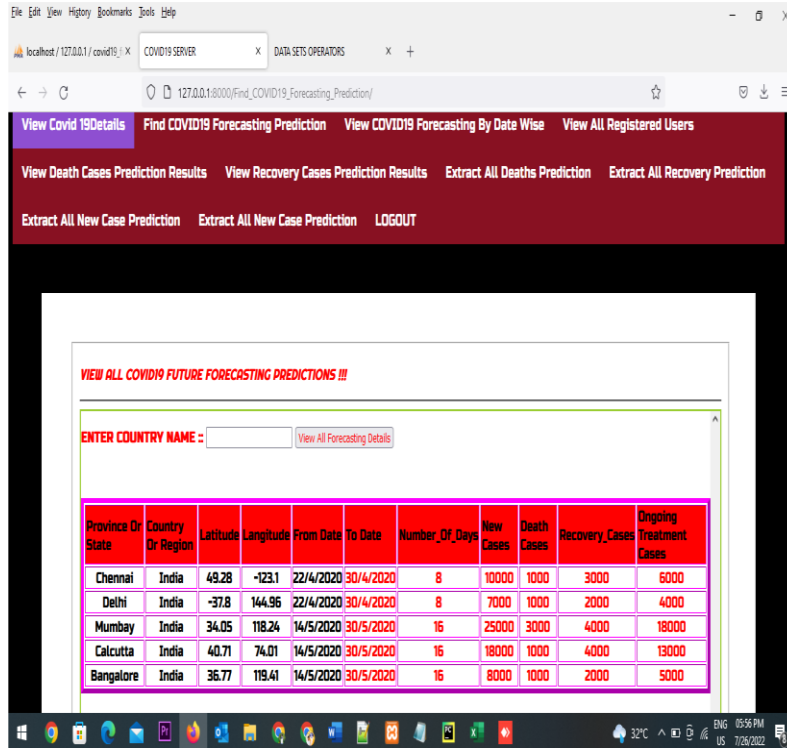 File Edit View History Bookmarks Tools Help
localhost / 127.0.0.1 / covid19_ X COVID19 SERVER X DATA SETS OPERATORS X +
127.0.0.1:8000/Find_COVID19_Forecasting_Prediction/
View Covid 19Details Find COVID19 Forecasting Prediction View COVID19 Forecasting By Date Wise View All Registered Users
View Death Cases Prediction Results View Recovery Cases Prediction Results Extract All Deaths Prediction Extract All Recovery Prediction
Extract All New Case Prediction Extract All New Case Prediction LOGOUT
VIEW ALL COVID19 FUTURE FORECASTING PREDICTIONS !!!
ENTER COUNTRY NAME :: View All Forecasting Details
Province Or State Country Or Region Latitude Langitude From Date To Date Number_Of_Days New Cases Death Cases Recovery_Cases Ongoing Treatment Cases
Chennai India 49.28 -123.1 22/4/2020 30/4/2020 8 10000 1000 3000 6000
Delhi India -37.8 144.96 22/4/2020 30/4/2020 8 7000 1000 2000 4000
Mumbay India 34.05 118.24 14/5/2020 30/5/2020 16 25000 3000 4000 18000
Calcutta India 40.71 74.01 14/5/2020 30/5/2020 16 18000 1000 4000 13000
Bangalore India 36.77 119.41 14/5/2020 30/5/2020 16 8000 1000 2000 5000
32°C ENG 05:56 PM
US 7/26/2022